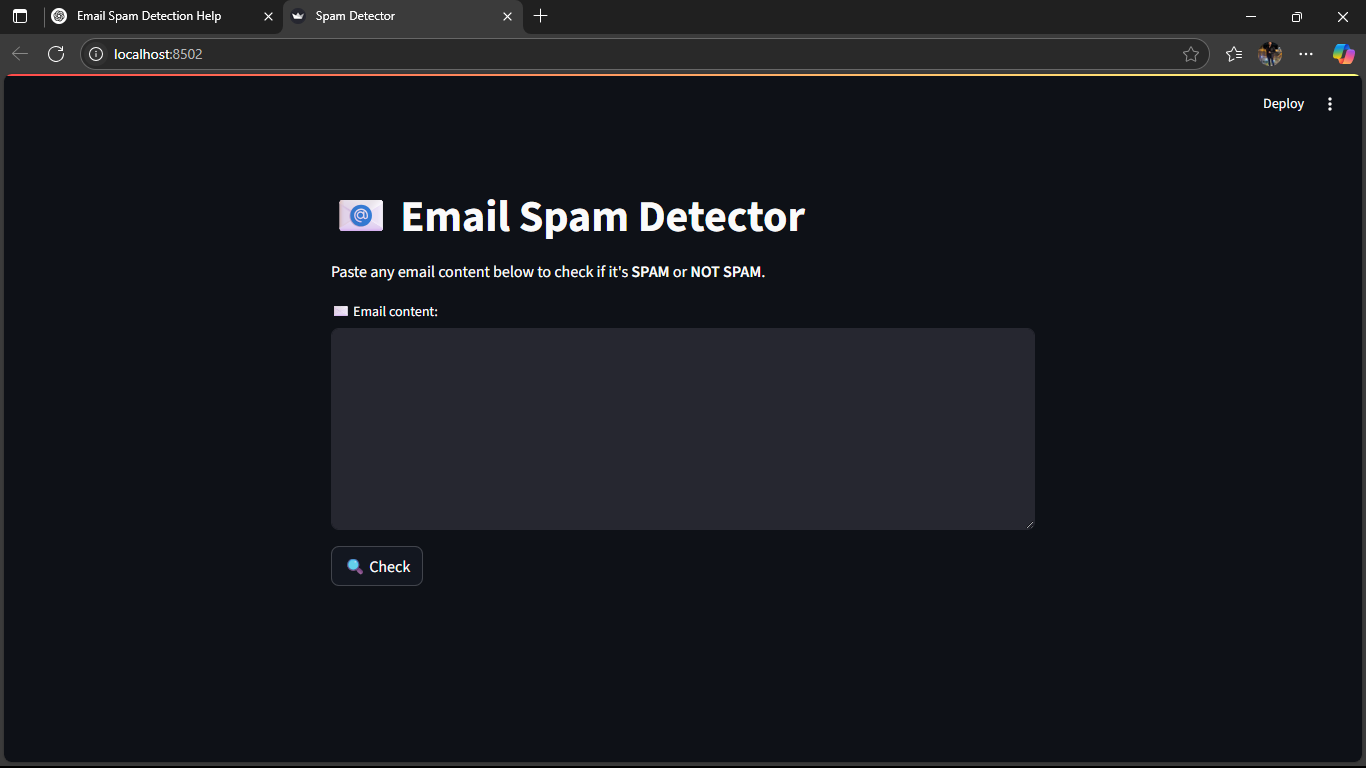 Email Spam Detection Help
Spam Detector
localhost:8502
Deploy
Email Spam Detector
Paste any email content below to check if it's SPAM or NOT SPAM.
Email content:
Check